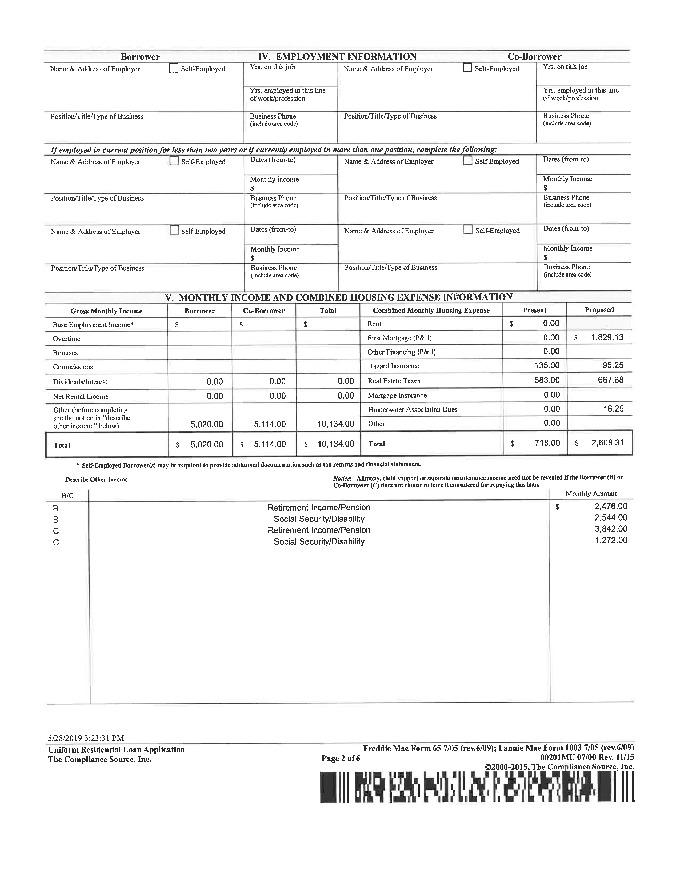 Borrower IV. EMPLOYMENT INFORMATION Co-Borrower
Name & Address of Employer Self-Employed Yrs. on this job Name & Address of Employer Self-Employed Yrs. on this job
Yrs. employed in this line of work/profession Yrs. employed in this line of work/profession
Position/Title/Type of Business Business Phone (include area code) Position/Title/Type of Business Business Phone (include area code)
If employed in current position for less than two years or if currently employed in more than one position, complete the following:
Name & Address of Employer Self-Employed Dates (from-to) Name & Address of Employer Self Employed Dates (from-to)
Monthly Income $ Monthly Income $
Position/Title/Type of Business Business Phone (include area code) Position/Title/Type of Business Business Phone (include area code)
Name & Address of Employer Self Employed Dates (from-to) Name & Address of Employer Self-Employed Dates (from-to)
Monthly Income $ Monthly Income $
Position/Title/Type of Business Business Phone (include area code) Position/Title/Type of Business Business Phone (include area code)
V. MONTHLY INCOME AND COMBINED HOUSING EXPENSE INFORMATION
Gross Monthly Income Borrower Co-Borrower Total Combined Monthly Housing Expense Present Proposed
Base Employment Income* $ $ $ Rent $ 0.00
Overtime First Mortgage (P&I) 0.00 $ 1,829.13
Bonuses Other Financing (P&I) 0.00
Commissions Hazard Insurance 135.00 95.25
Dividends/Interest 0.00 0.00 0.00 Real Estate Taxes 583.00 667.68
Net Rental Income 0.00 0.00 0.00 Mortgage Insurance 0.00
Other (before completing see the notice in "describe other income" below) 5,020.00 5,114.00 10,134.00 Homeowner Association Dues 0.00 16.25
Other 0.00
Total $ 5,020.00 $ 5,114.00 $ 10,134.00 Total $ 718.00 $ 2,608.31
* Self-Employed Borrower(s) may be required to provide additional documentation such as tax returns and financial statements.
Describe Other Income Notice: Alimony, child support or separate maintenance income need not be revealed if the Borrower (B) or
Co-Borrower (C) does not choose to have it considered for repaying this loan.
B/C Monthly Amount
B Retirement Income/Pension $ 2,476.00
B Social Security/Disability 2,544.00
C Retirement Income/Pension 3,842.00
C Social Security/Disability 1,272.00
3:23:31 PM
Uniform Residential Loan Application Freddie Mac Form 65 7/05 (rev.6/09); Fannie Mae Form 1003 7/05 (rev.6/09)
The Compliance Source, Inc. Page 2 of 6 00201MU 07/00 Rev. 11/15
©2000-2015, The Compliance Source, Inc.